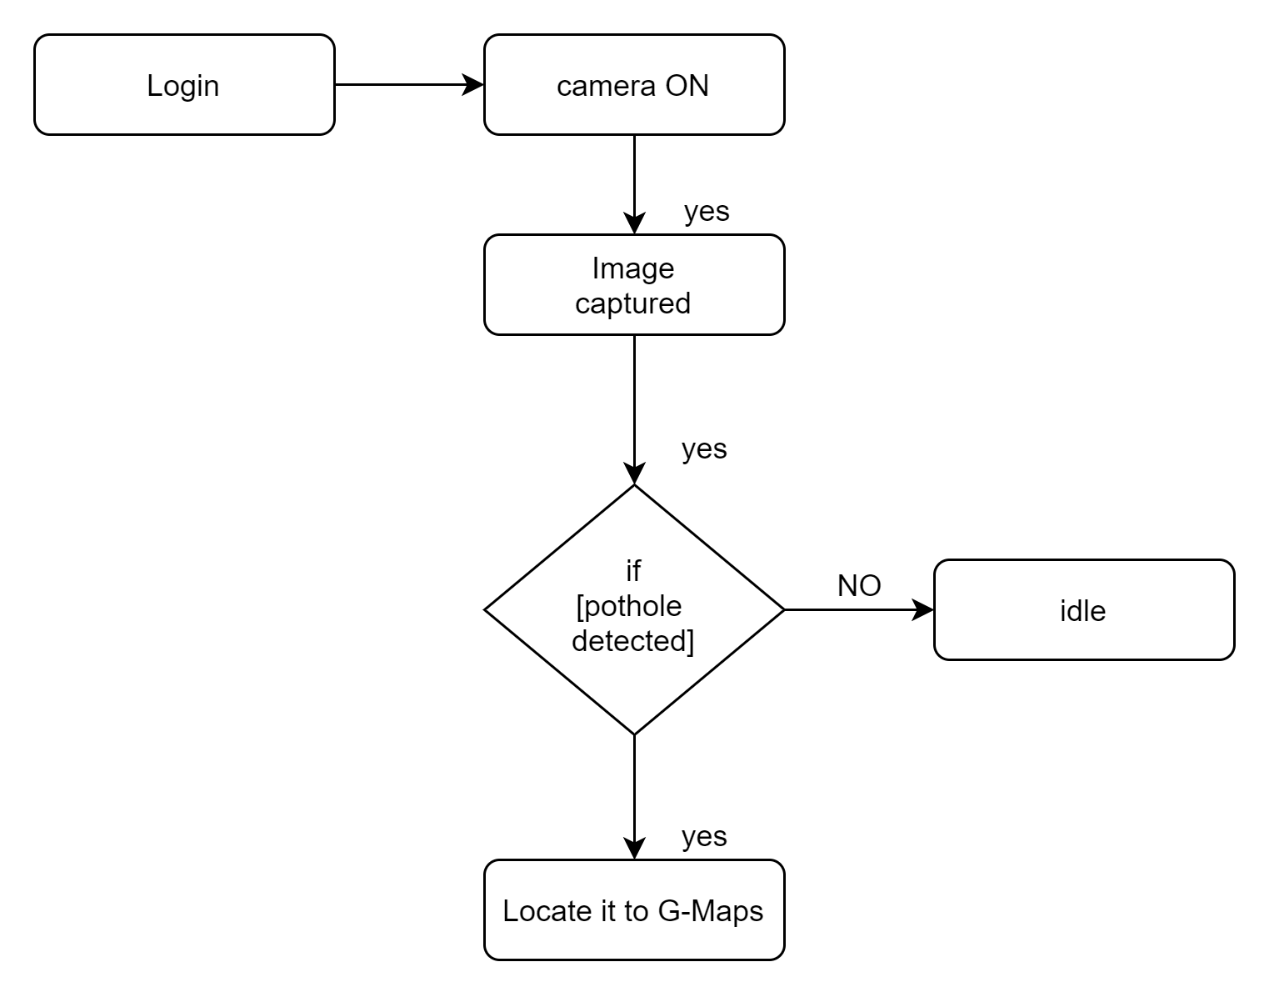 Login
camera ON
yes
Image
captured
yes
if
[pothole
detected]
NO
idle
yes
Locate it to G-Maps